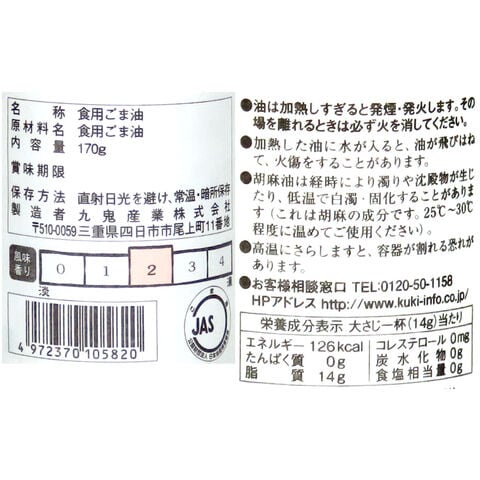 名　　称　食用ごま油
原材料名　食用ごま油
内 容 量　170g
賞味期限
保存方法　直射日光を避け、常温・暗所保存
製 造 者　九鬼産業株式会社
〒510-0059三重県四日市市尾上町11番地
風味 香り 0 1 2 3 4
淡
JAS
4 972370 105820
●油は加熱しすぎると発煙・発火します。その
場を離れるときは必ず火を消してください。
●加熱した油に水が入ると、油が飛びはね
て、火傷をすることがあります。
●胡麻油は経時により濁りや沈殿物が生じ
たり、低温で白濁・固化することがありま
す（これは胡麻の成分です。25℃〜30℃
程度に温めてご使用ください）。
●高温にさらしますと、容器が割れる恐れが
あります。
●お客様相談窓口 TEL:0120-50-1158
HPアドレス http://www.kuki-info.co.jp/
栄養成分表示 大さじ一杯(14g)当たり
エネルギー 126kcal コレステロール 0mg
たんぱく質 0g 炭水化物 0g
脂質 14g 食塩相当量 0g